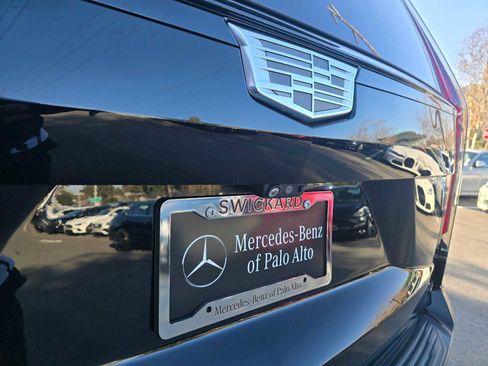 SWICKARD
Mercedes-Benz
of Palo Alto
Mercedes-Benz of Palo Alto